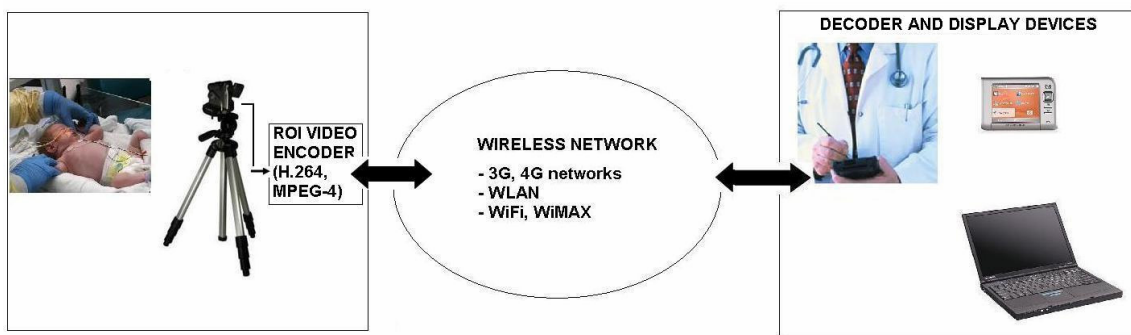 ROI VIDEO
ENCODER
(H.264,
MPEG-4)
WIRELESS NETWORK
- 3G, 4G networks
- WLAN
- WiFi, WiMAX
DECODER AND DISPLAY DEVICES